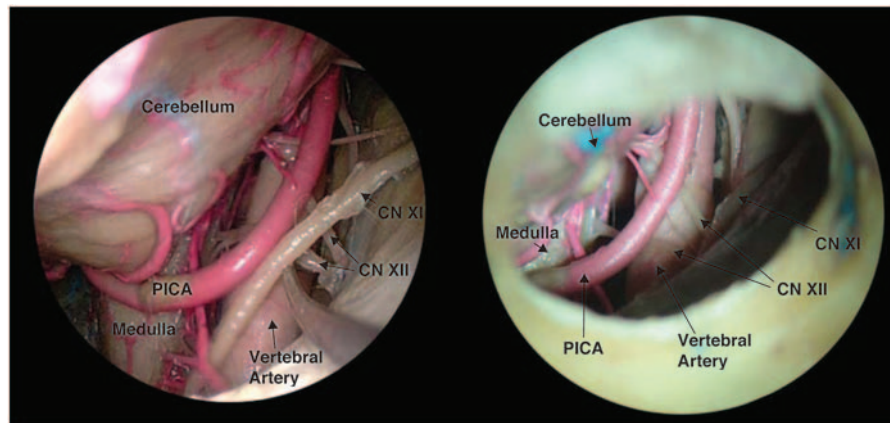 Cerebellum
CN XI
CN XII
PICA
Medulla
Vertebral
Artery
Cerebellum
Medulla
CN XI
CN XII
PICA
Vertebral
Artery